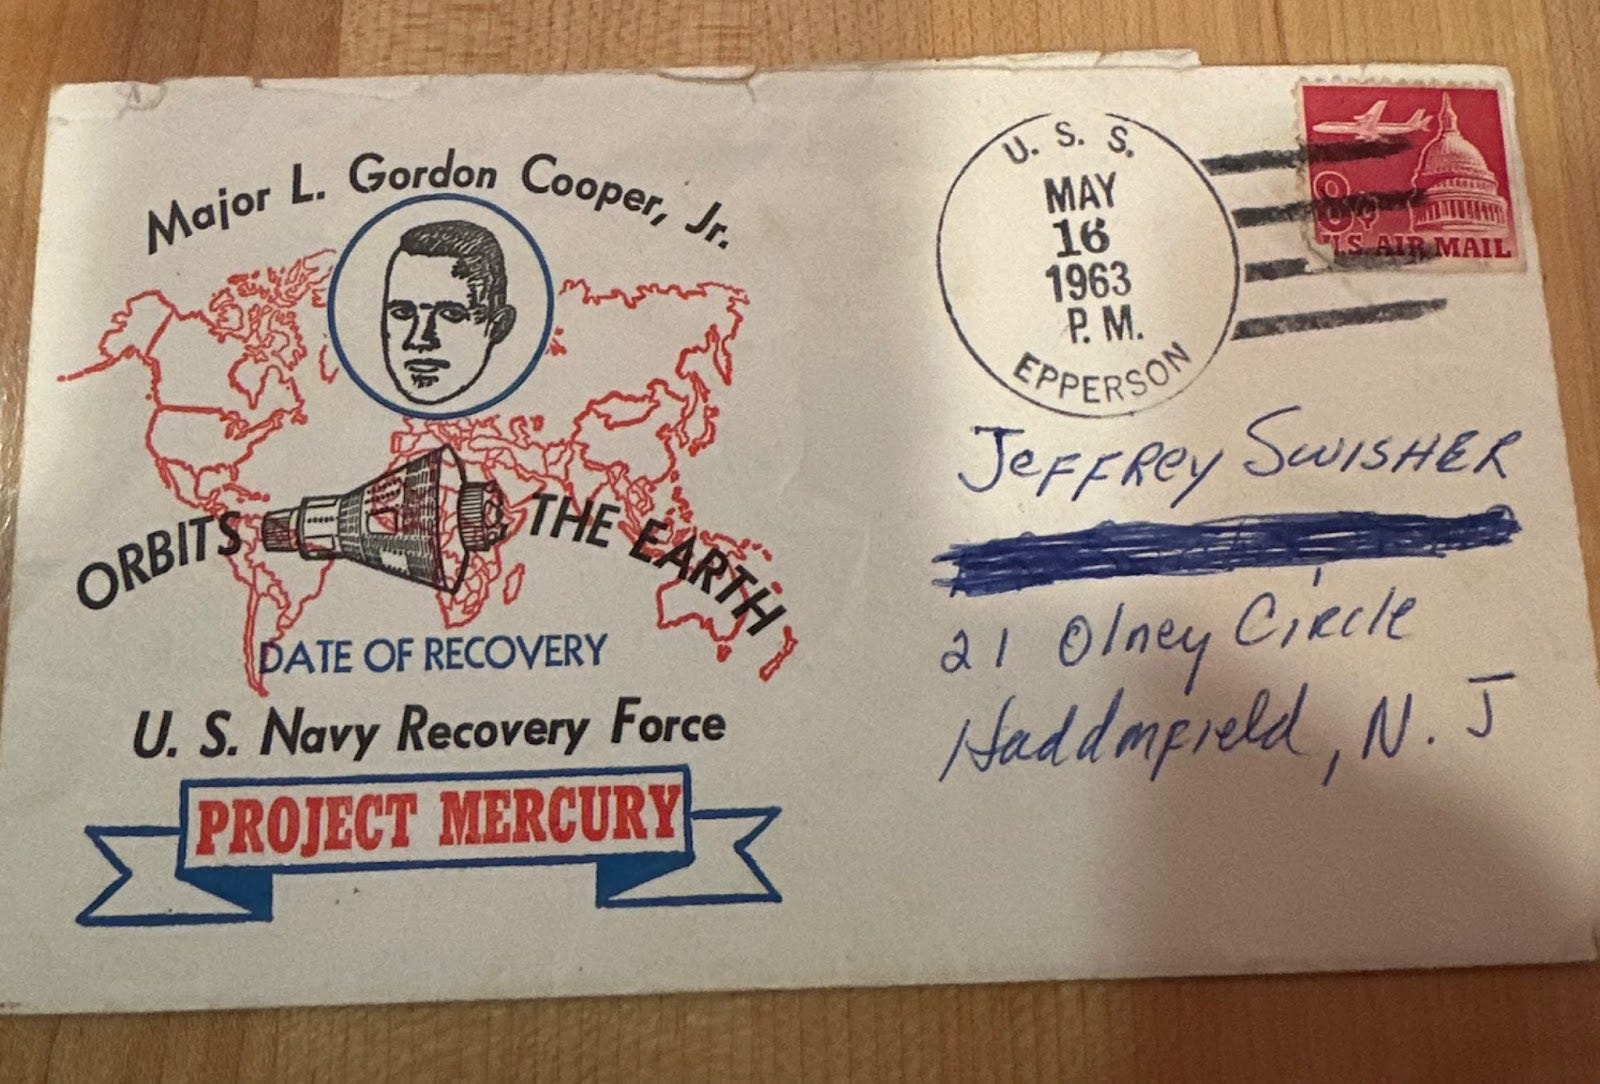 Major L. Gordon Cooper, Jr.
ORBITS THE EARTH
DATE OF RECOVERY
U. S. Navy Recovery Force
PROJECT MERCURY
U. S. S.
MAY
16
1963
P. M.
EPPERSON
8¢
U.S. AIR MAIL
Jeffrey Swisher
21 Olney Circle
Haddonfield, N. J